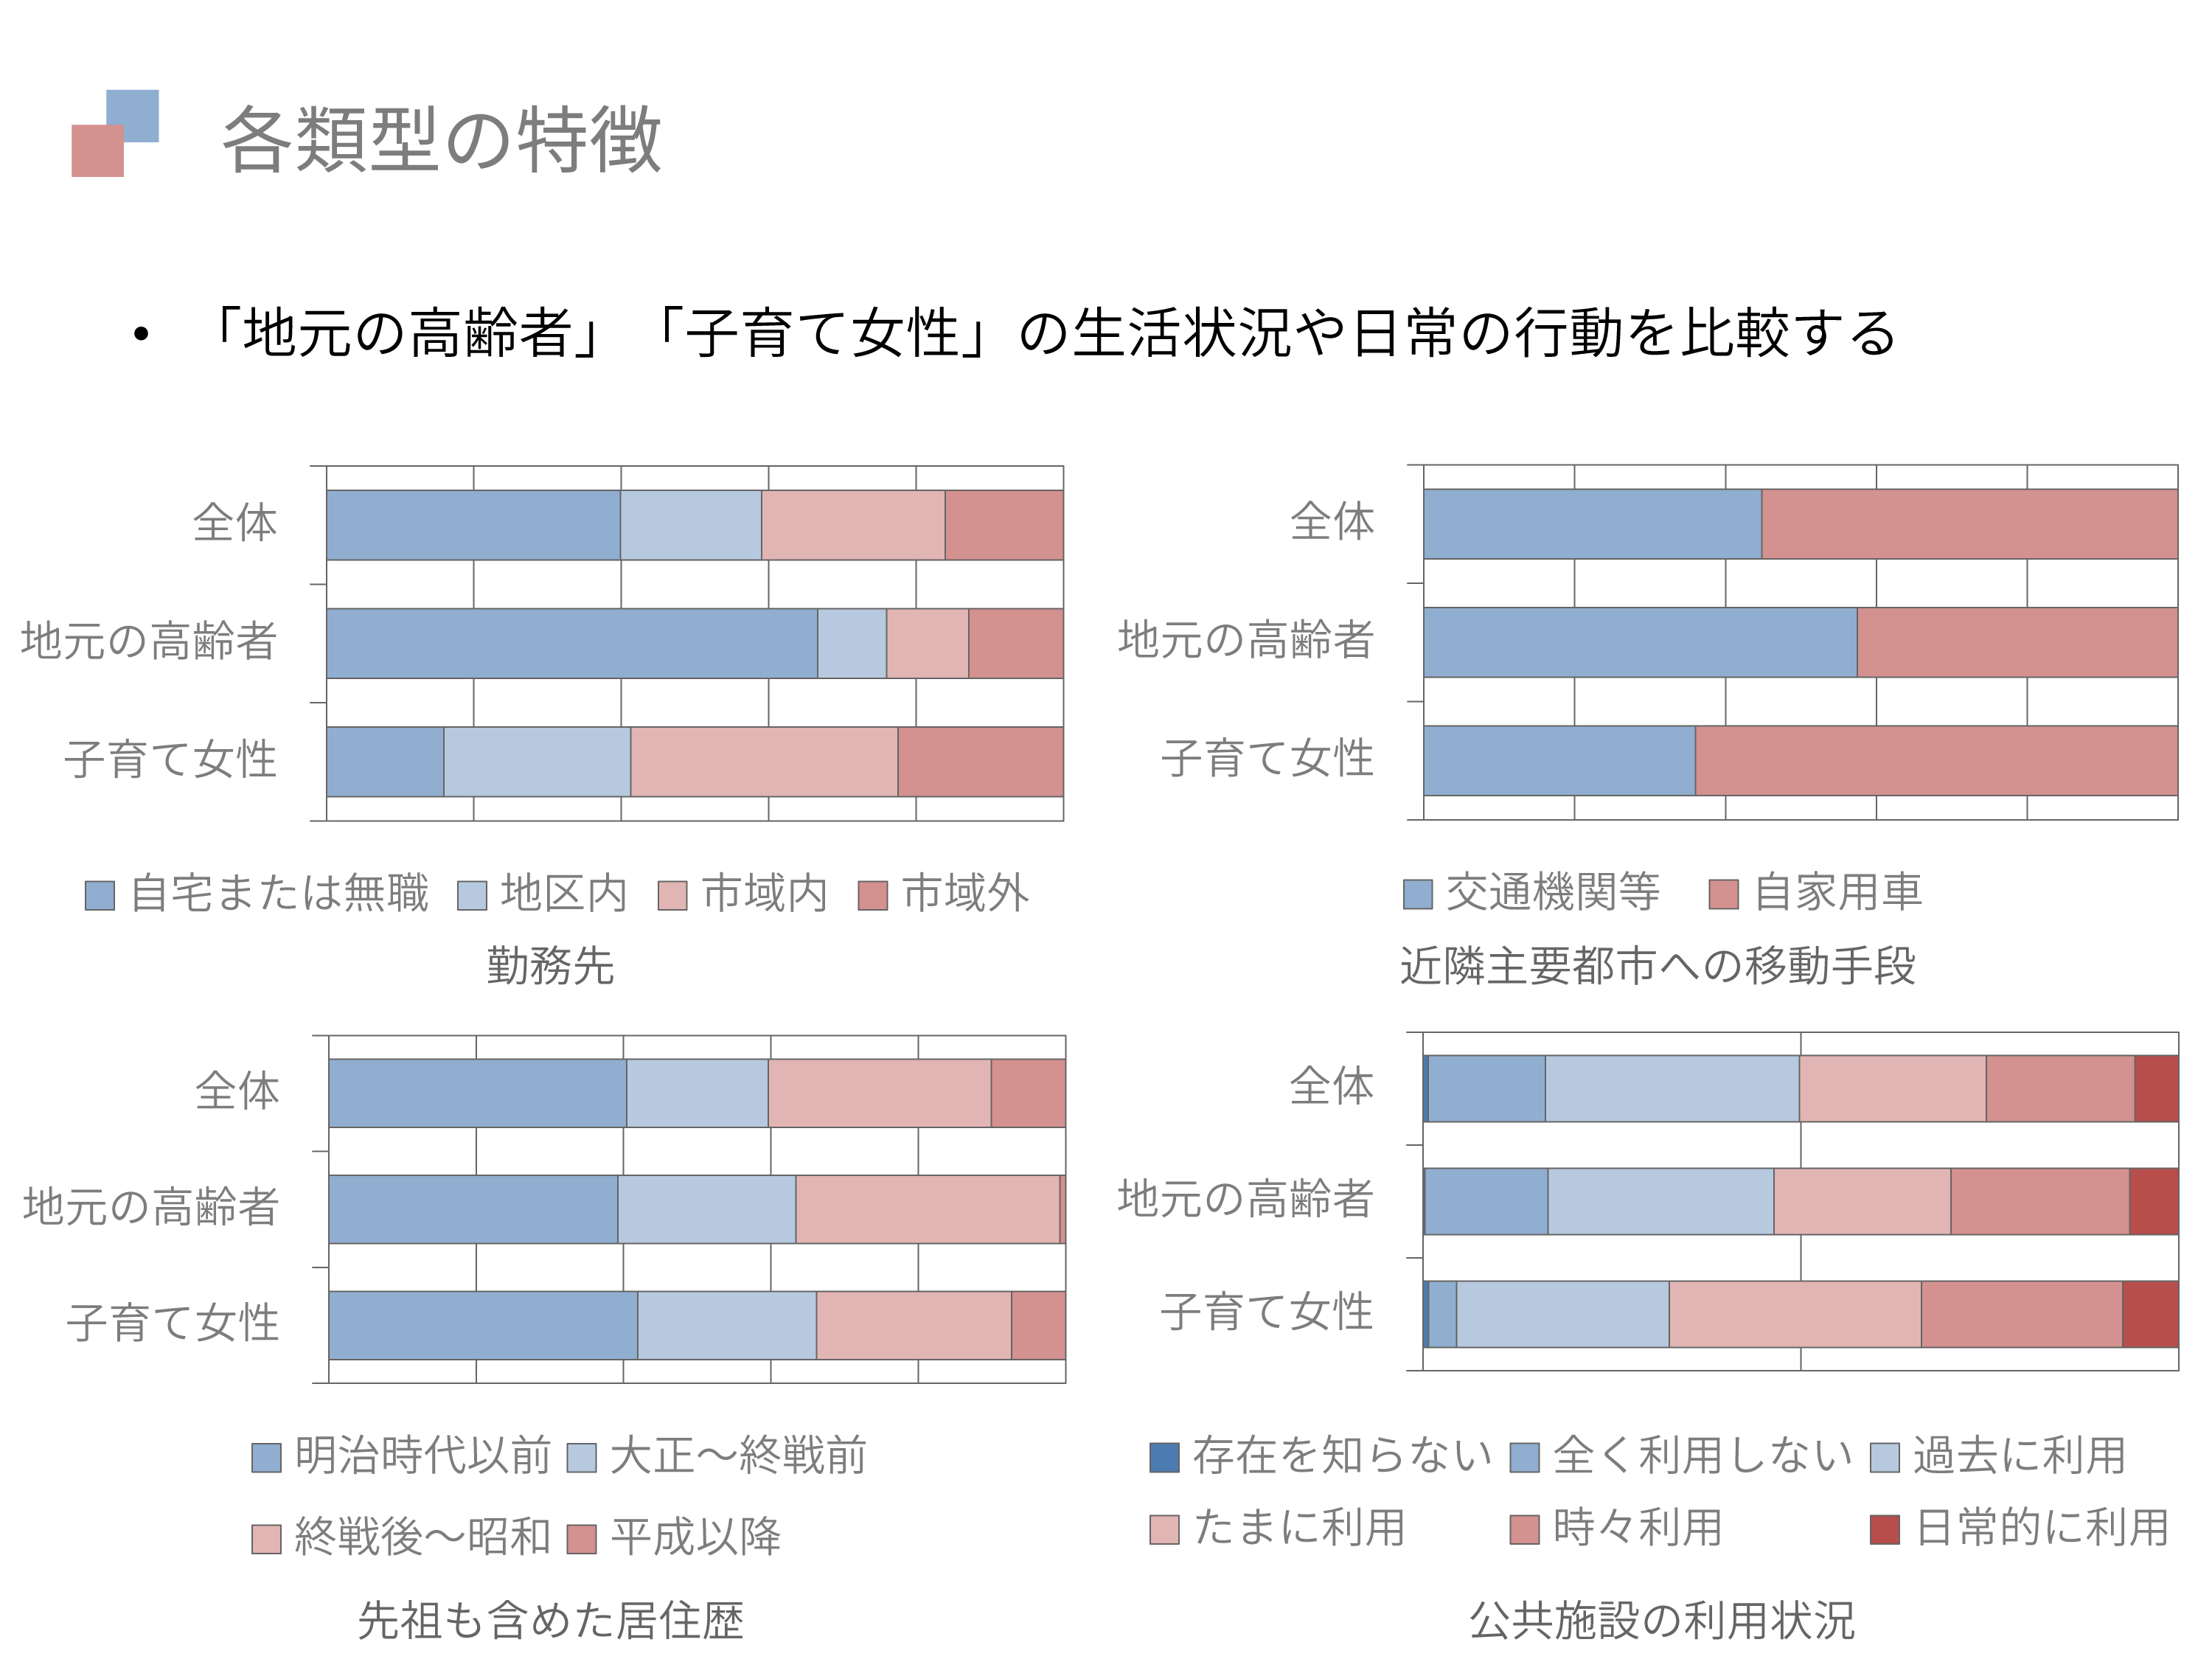 各類型の特徴
• 「地元の高齢者」「子育て女性」の生活状況や日常の行動を比較する
全体
地元の高齢者
子育て女性
自宅または無職 地区内 市域内 市域外
勤務先
全体
地元の高齢者
子育て女性
交通機関等 自家用車
近隣主要都市への移動手段
全体
地元の高齢者
子育て女性
明治時代以前 大正～終戦前
終戦後～昭和 平成以降
先祖も含めた居住歴
全体
地元の高齢者
子育て女性
存在を知らない 全く利用しない 過去に利用
たまに利用 時々利用 日常的に利用
公共施設の利用状況